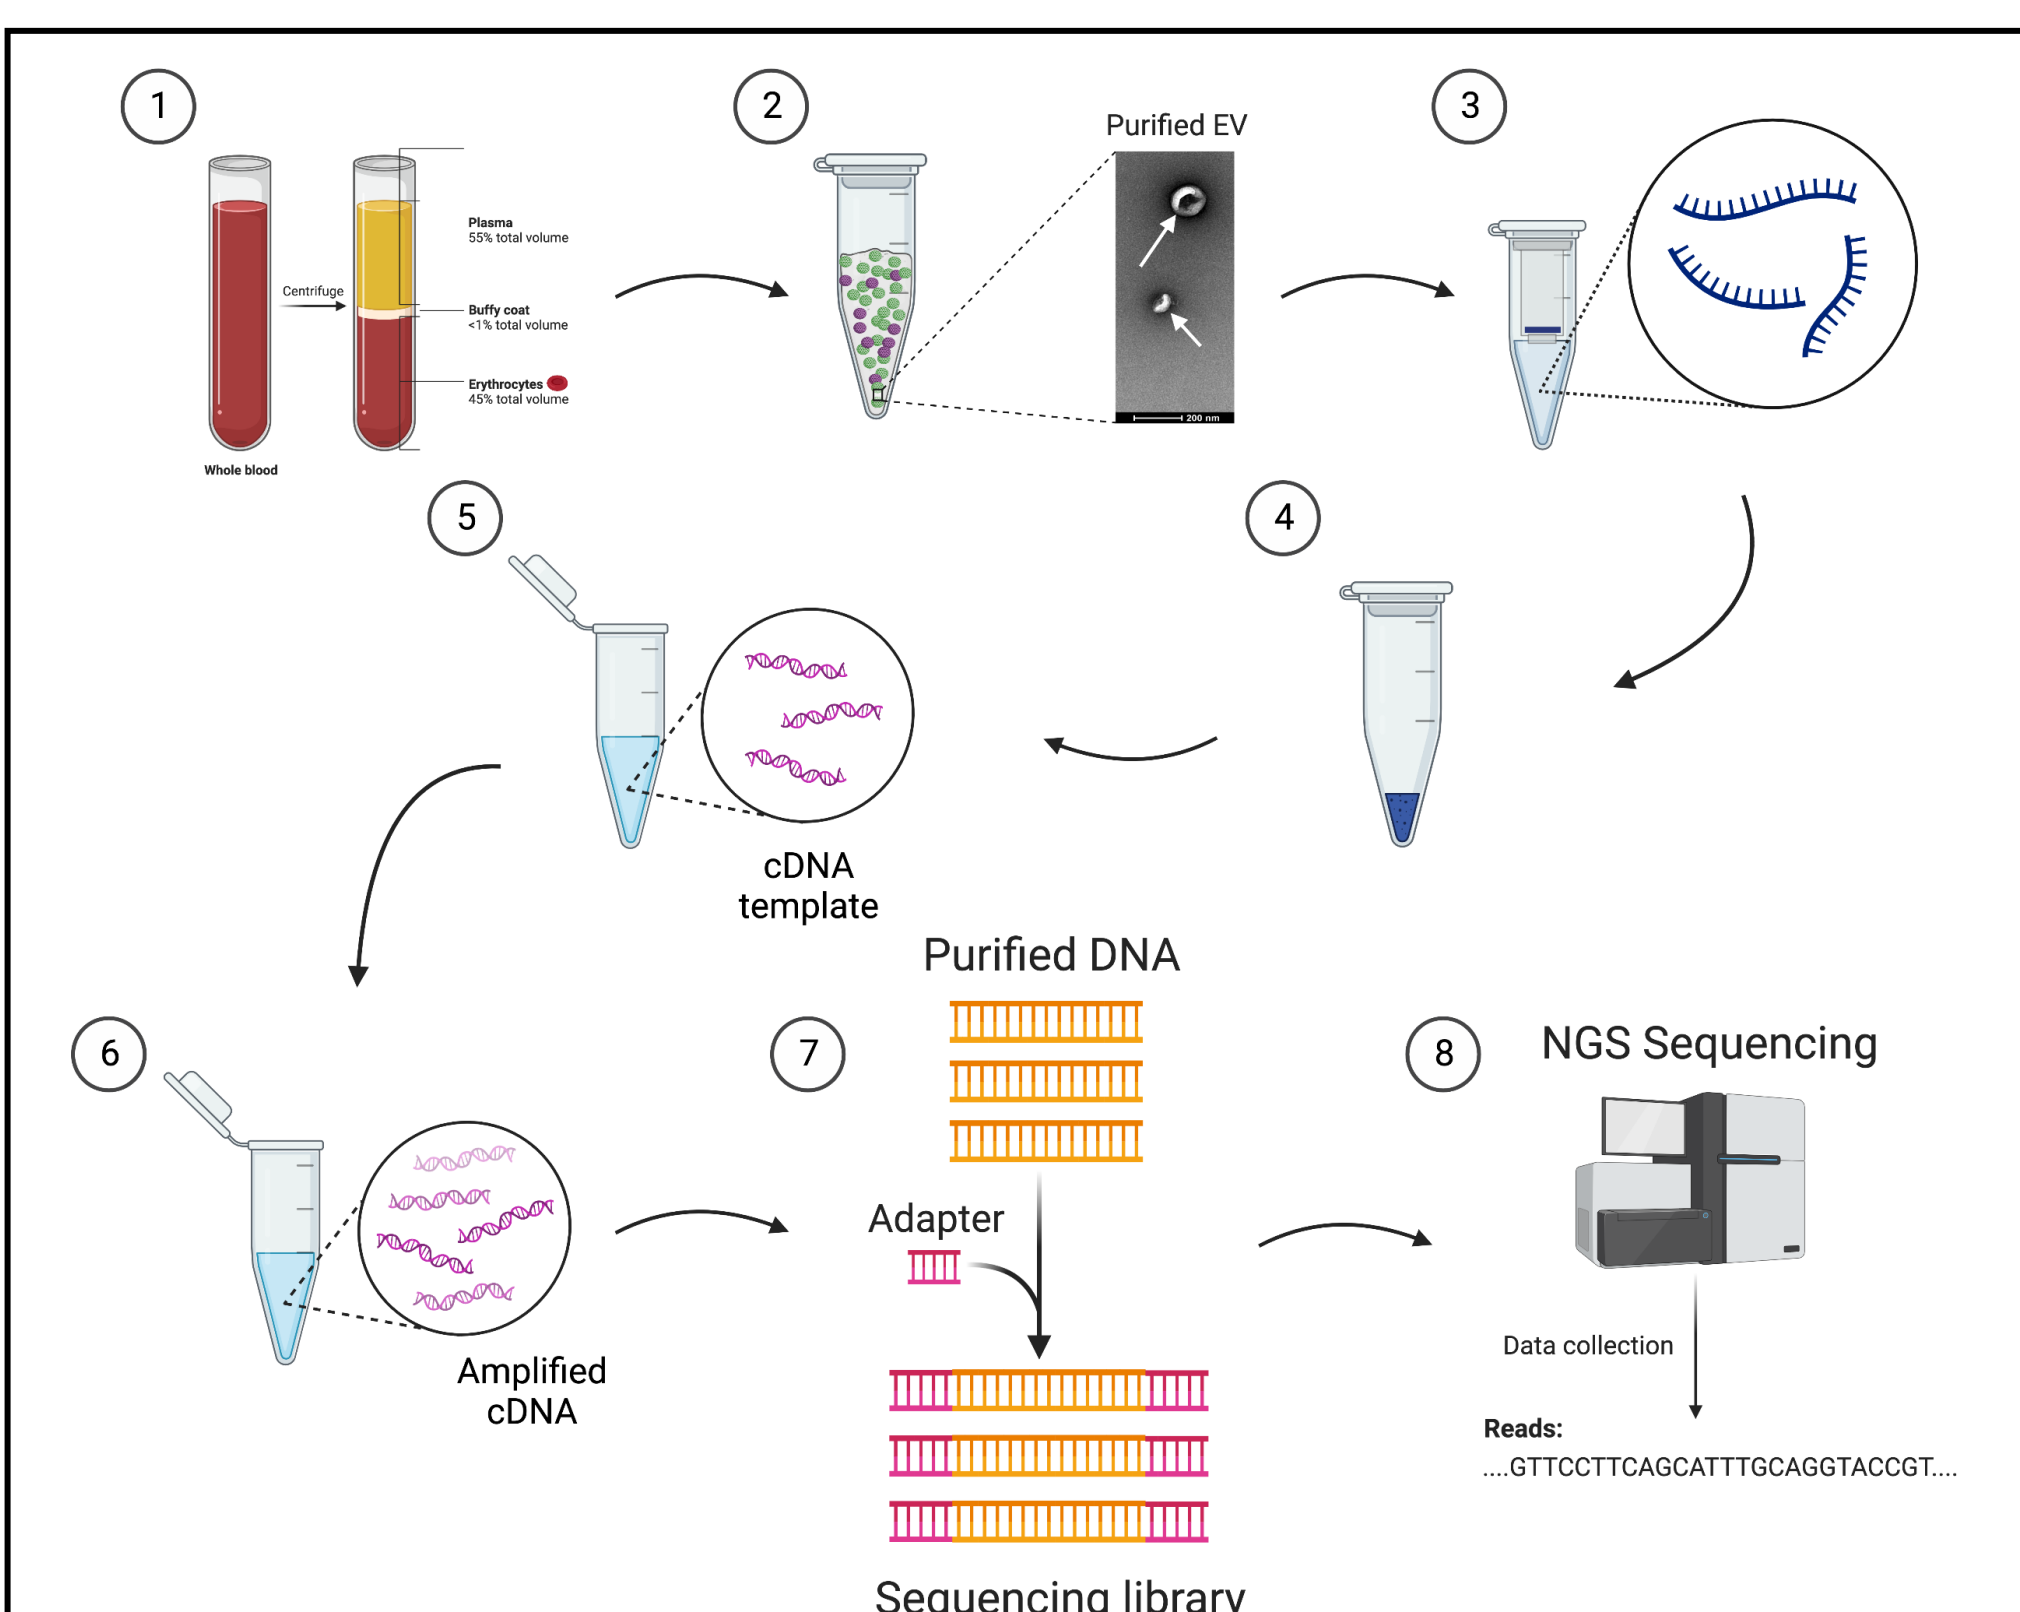 1
Centrifuge
Plasma
55% total volume
Buffy coat
<1% total volume
Erythrocytes
45% total volume
Whole blood
2
Purified EV
200 nm
3
4
5
cDNA
template
6
Amplified
cDNA
7
Purified DNA
Adapter
Sequencing library
8
NGS Sequencing
Data collection
Reads:
....GTTCCTTCAGCATTTGCAGGTACCGT....